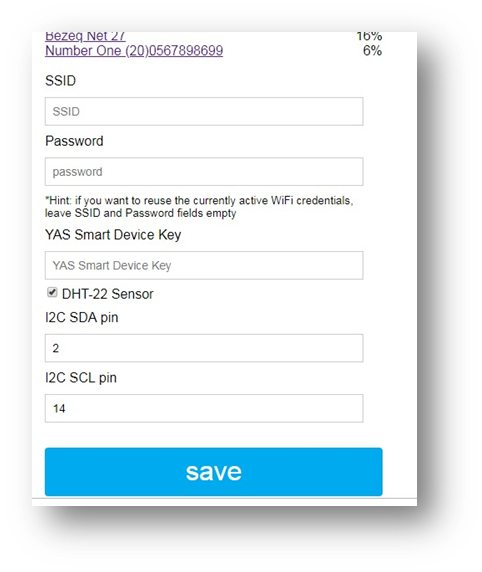 Bezeq Net 27 16%
Number One (20)0567898699 6%
SSID
SSID
Password
password
*Hint: if you want to reuse the currently active WiFi credentials,
leave SSID and Password fields empty
YAS Smart Device Key
YAS Smart Device Key
DHT-22 Sensor
I2C SDA pin
2
I2C SCL pin
14
save